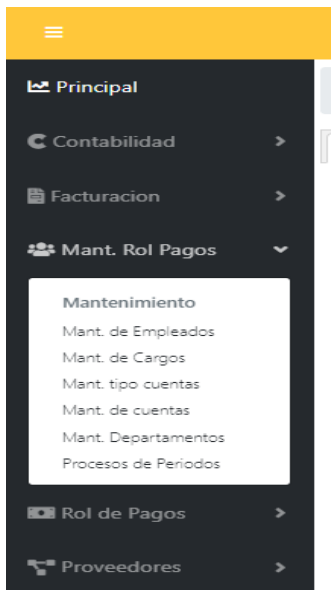 Principal
Contabilidad
Facturacion
Mant. Rol Pagos
Mantenimiento
Mant. de Empleados
Mant. de Cargos
Mant. tipo cuentas
Mant. de cuentas
Mant. Departamentos
Procesos de Periodos
Rol de Pagos
Proveedores